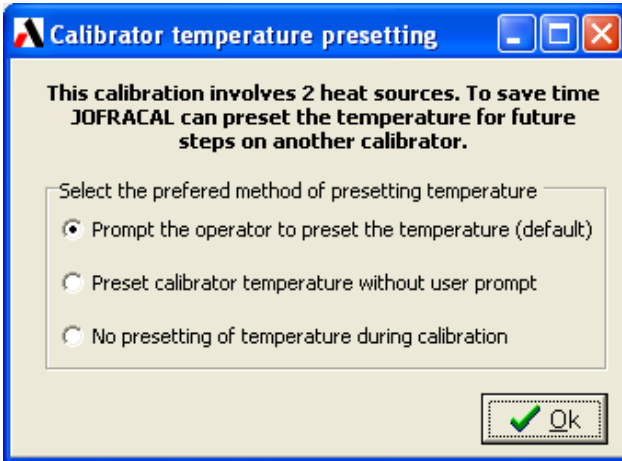 Calibrator temperature presetting
This calibration involves 2 heat sources. To save time
JOFRACAL can preset the temperature for future
steps on another calibrator.
Select the prefered method of presetting temperature
Prompt the operator to preset the temperature (default)
Preset calibrator temperature without user prompt
No presetting of temperature during calibration
Ok